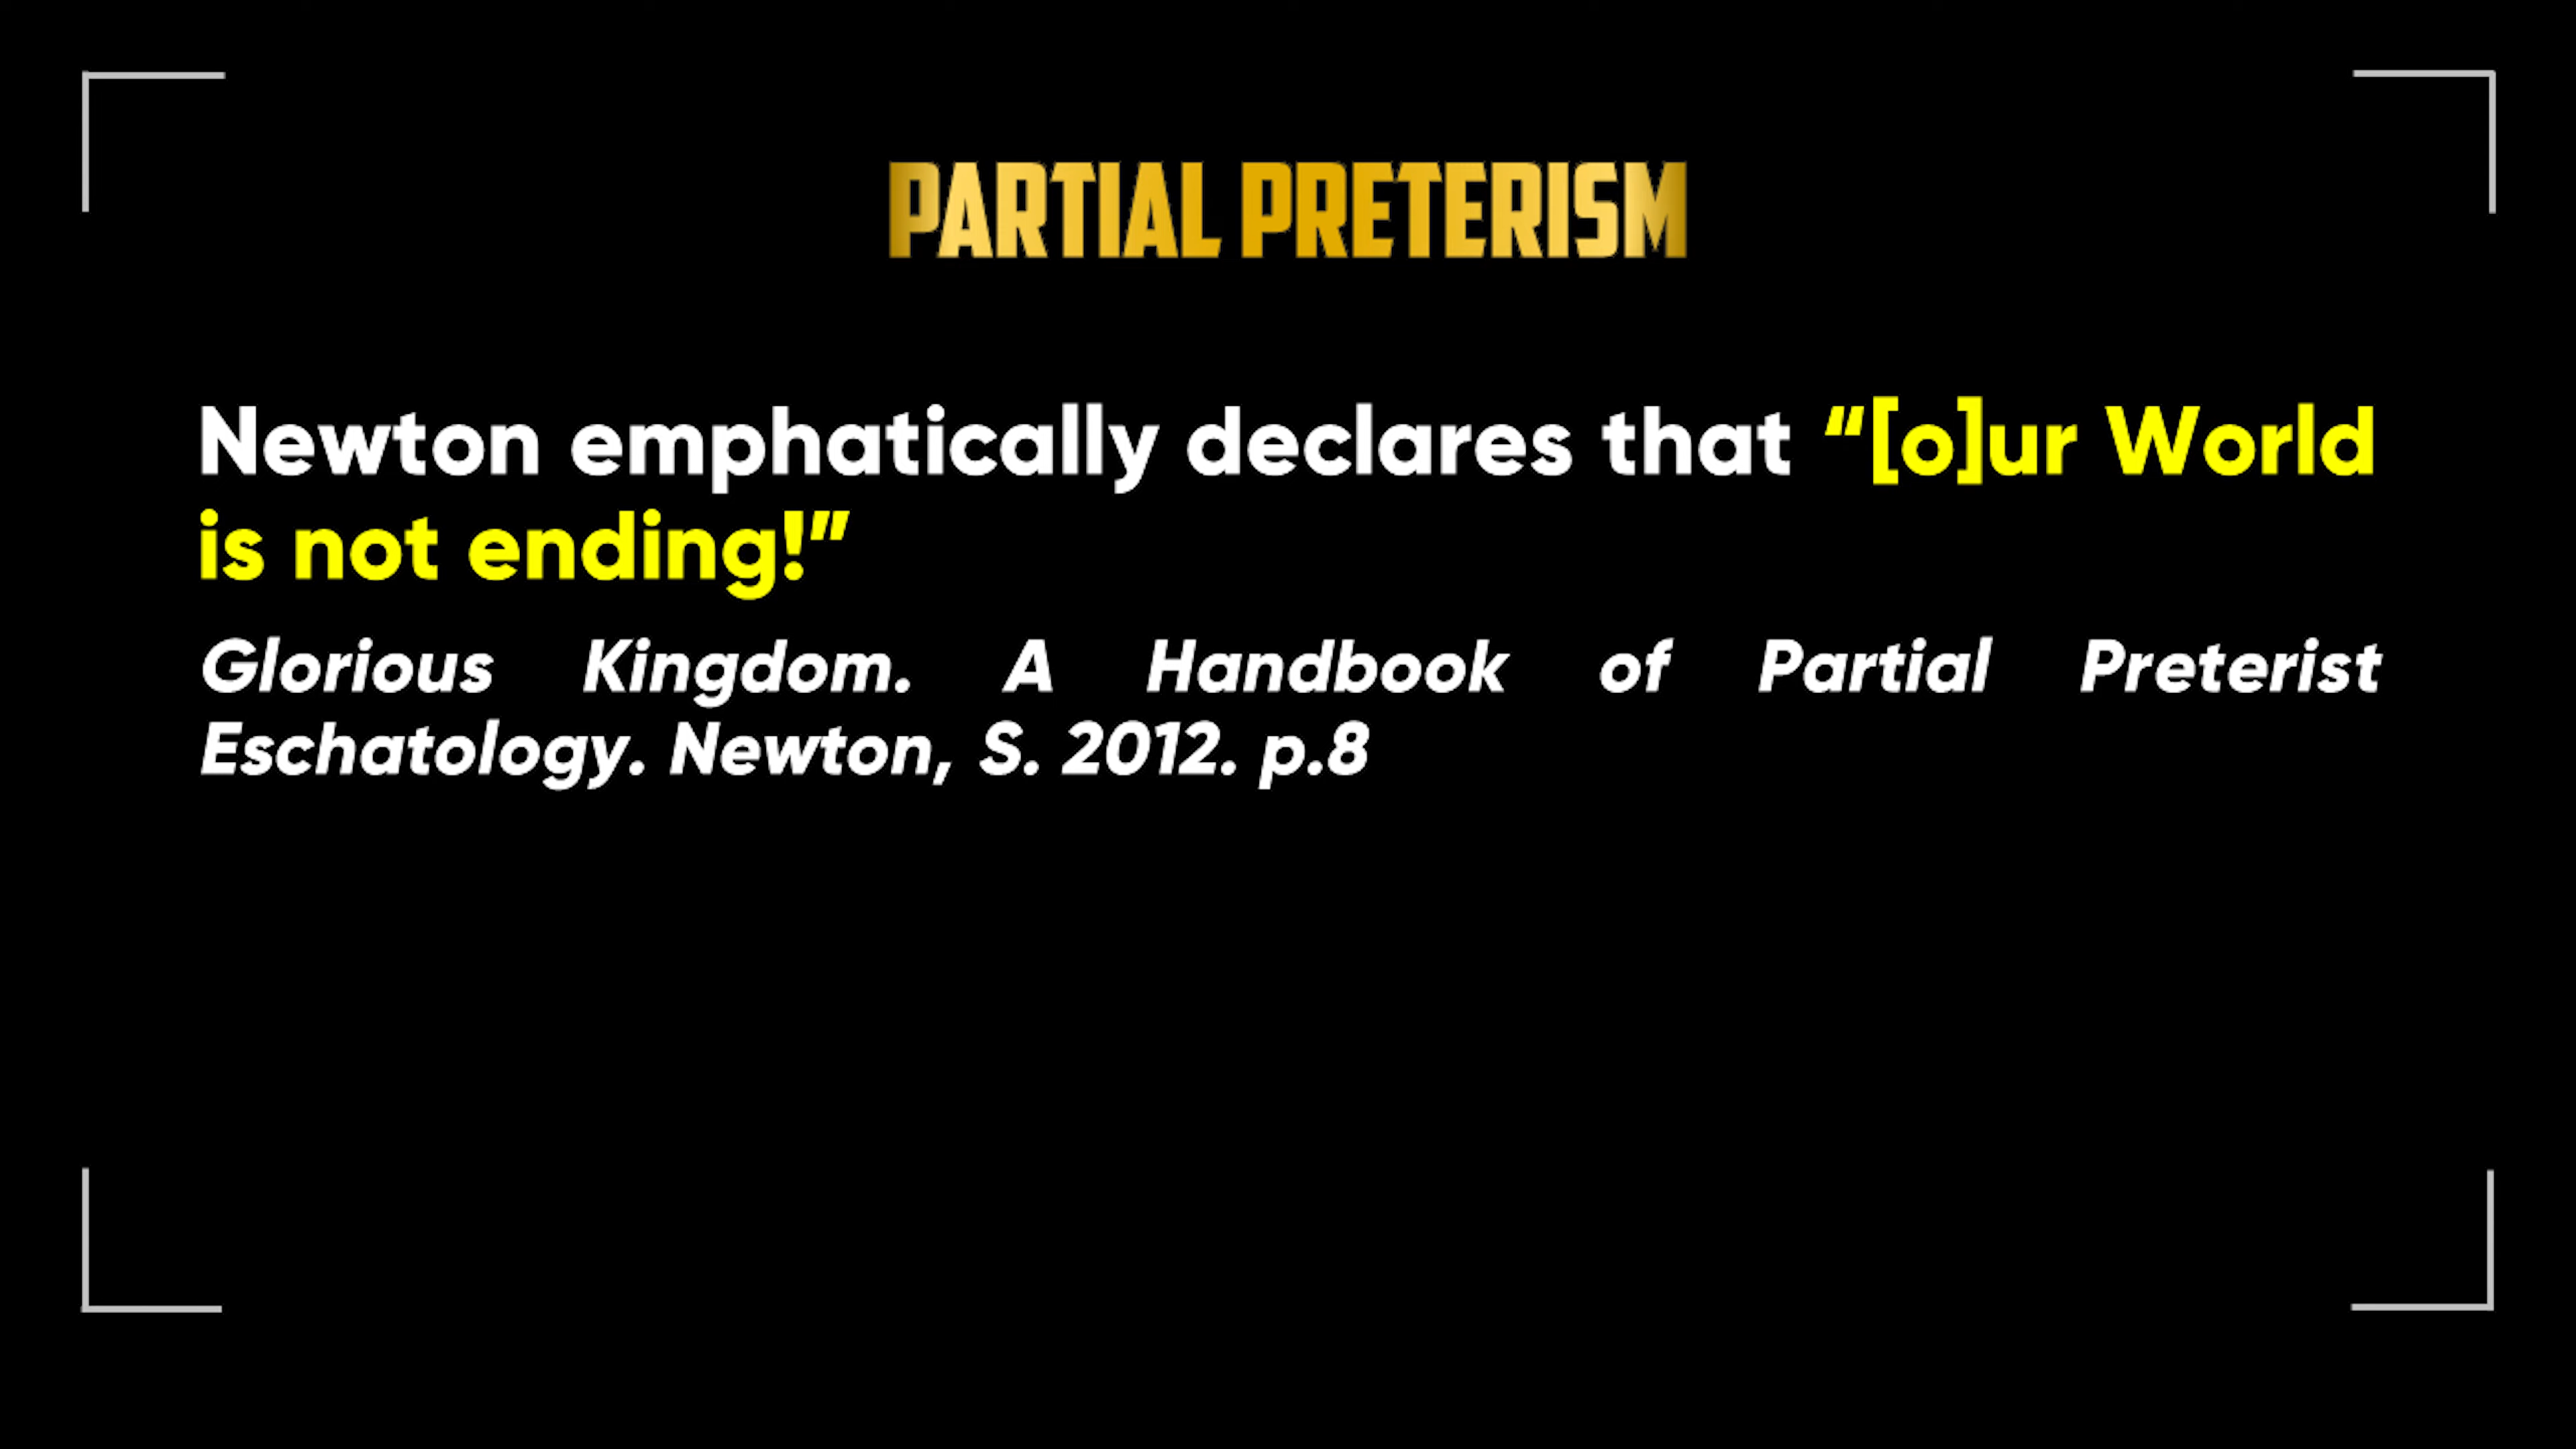 PARTIAL PRETERISM
Newton emphatically declares that “[o]ur World
is not ending!”
Glorious Kingdom. A Handbook of Partial Preterist
Eschatology. Newton, S. 2012. p.8